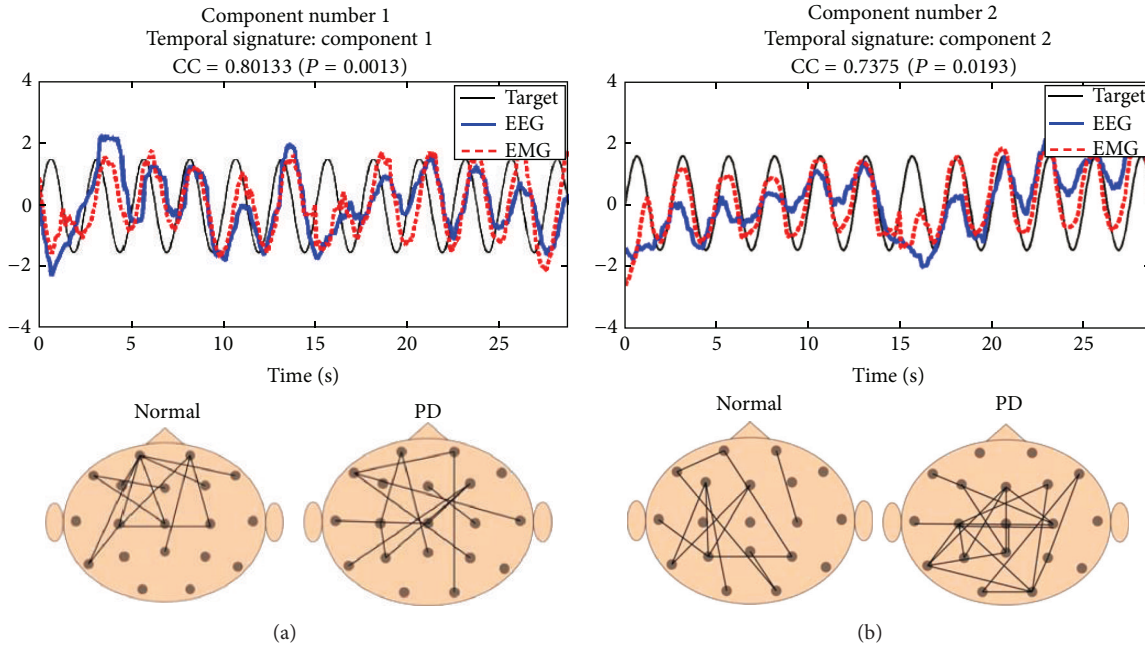 Component number 1
Temporal signature: component 1
CC = 0.80133 (P = 0.0013)
4
2
0
−2
−4
0
5
10
15
20
25
Time (s)
Target
EEG
EMG
Normal
PD
(a)
Component number 2
Temporal signature: component 2
CC = 0.7375 (P = 0.0193)
4
2
0
−2
−4
0
5
10
15
20
25
Time (s)
Target
EEG
EMG
Normal
PD
(b)